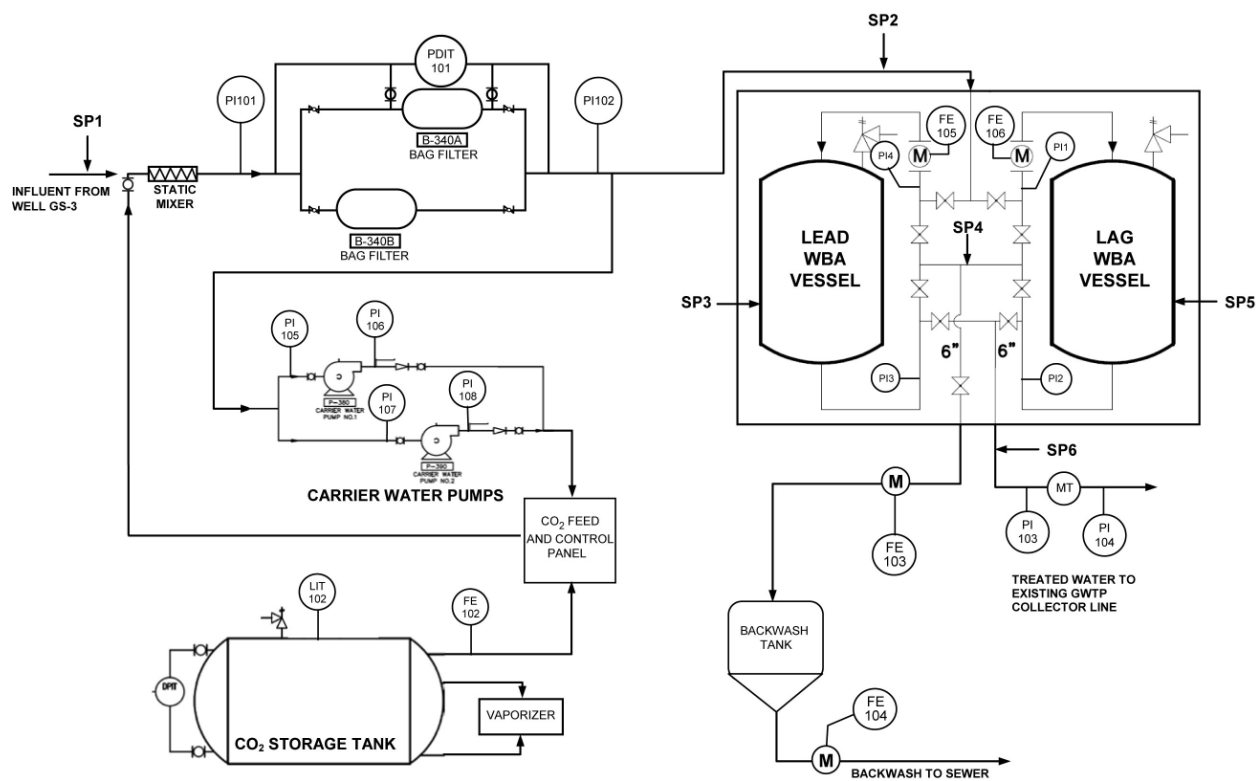 SP1
INFLUENT FROM
WELL GS-3
STATIC
MIXER
PI101
PDIT
101
B-340A
BAG FILTER
B-340B
BAG FILTER
PI102
SP2
FE
105
FE
106
M
M
PI4
PI1
LEAD
WBA
VESSEL
LAG
WBA
VESSEL
SP4
SP3
SP5
6"
6"
PI3
PI2
SP6
PI
105
PI
106
P-380
CARRIER WATER
PUMP NO.1
PI
107
PI
108
P-390
CARRIER WATER
PUMP NO.2
CARRIER WATER PUMPS
CO₂ FEED
AND CONTROL
PANEL
M
FE
103
MT
PI
103
PI
104
TREATED WATER TO
EXISTING GWTP
COLLECTOR LINE
LIT
102
FE
102
DPIT
VAPORIZER
CO₂ STORAGE TANK
BACKWASH
TANK
FE
104
M
BACKWASH TO SEWER